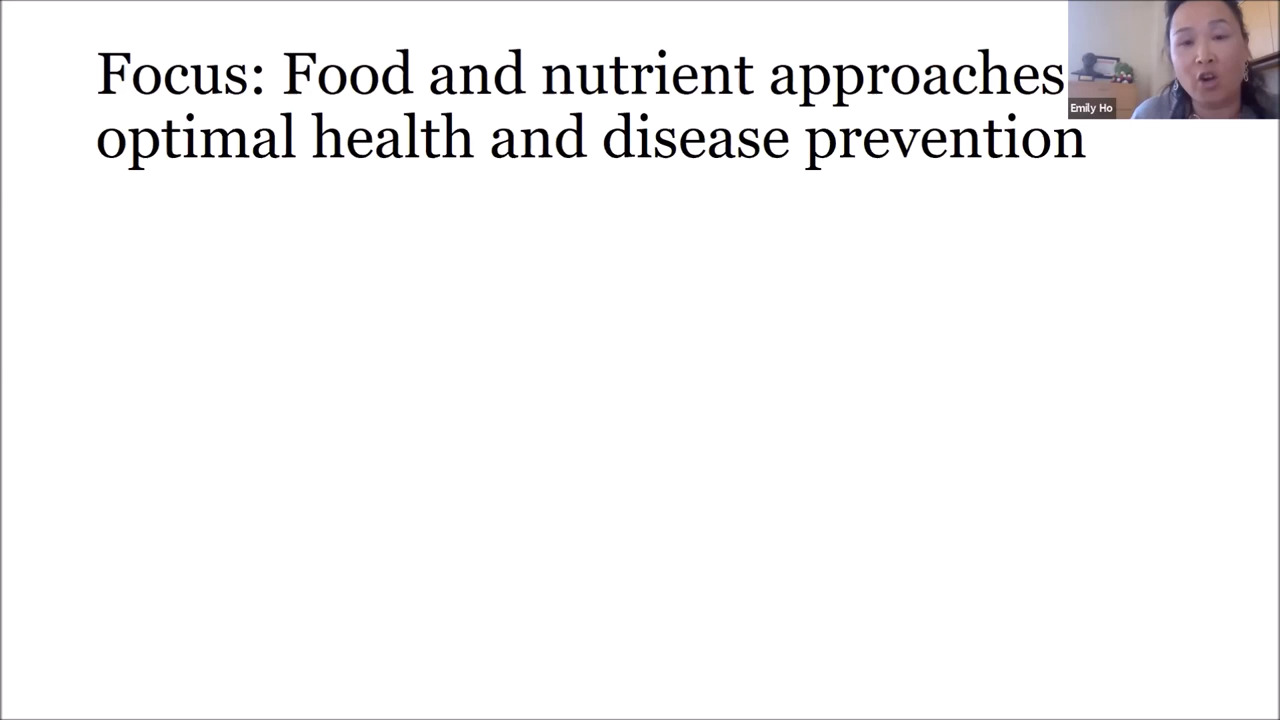 Focus: Food and nutrient approaches
optimal health and disease prevention
Emily Ho